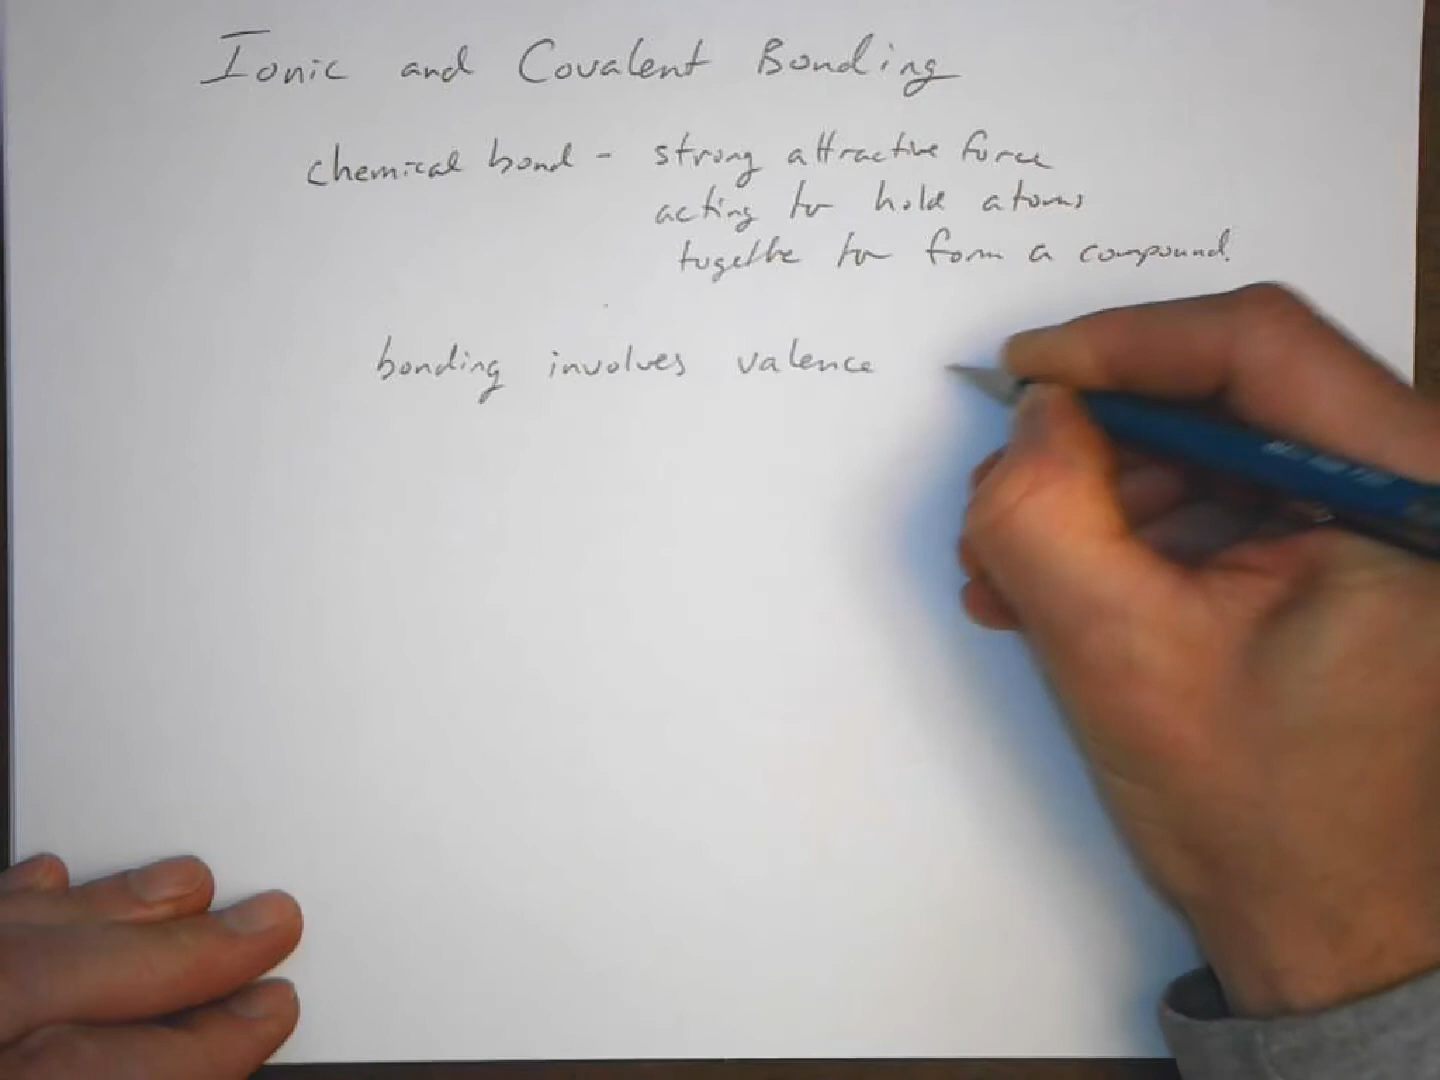 Ionic and Covalent Bonding
chemical bond - strong attractive force
acting to hold atoms
together to form a compound.
bonding involves valence